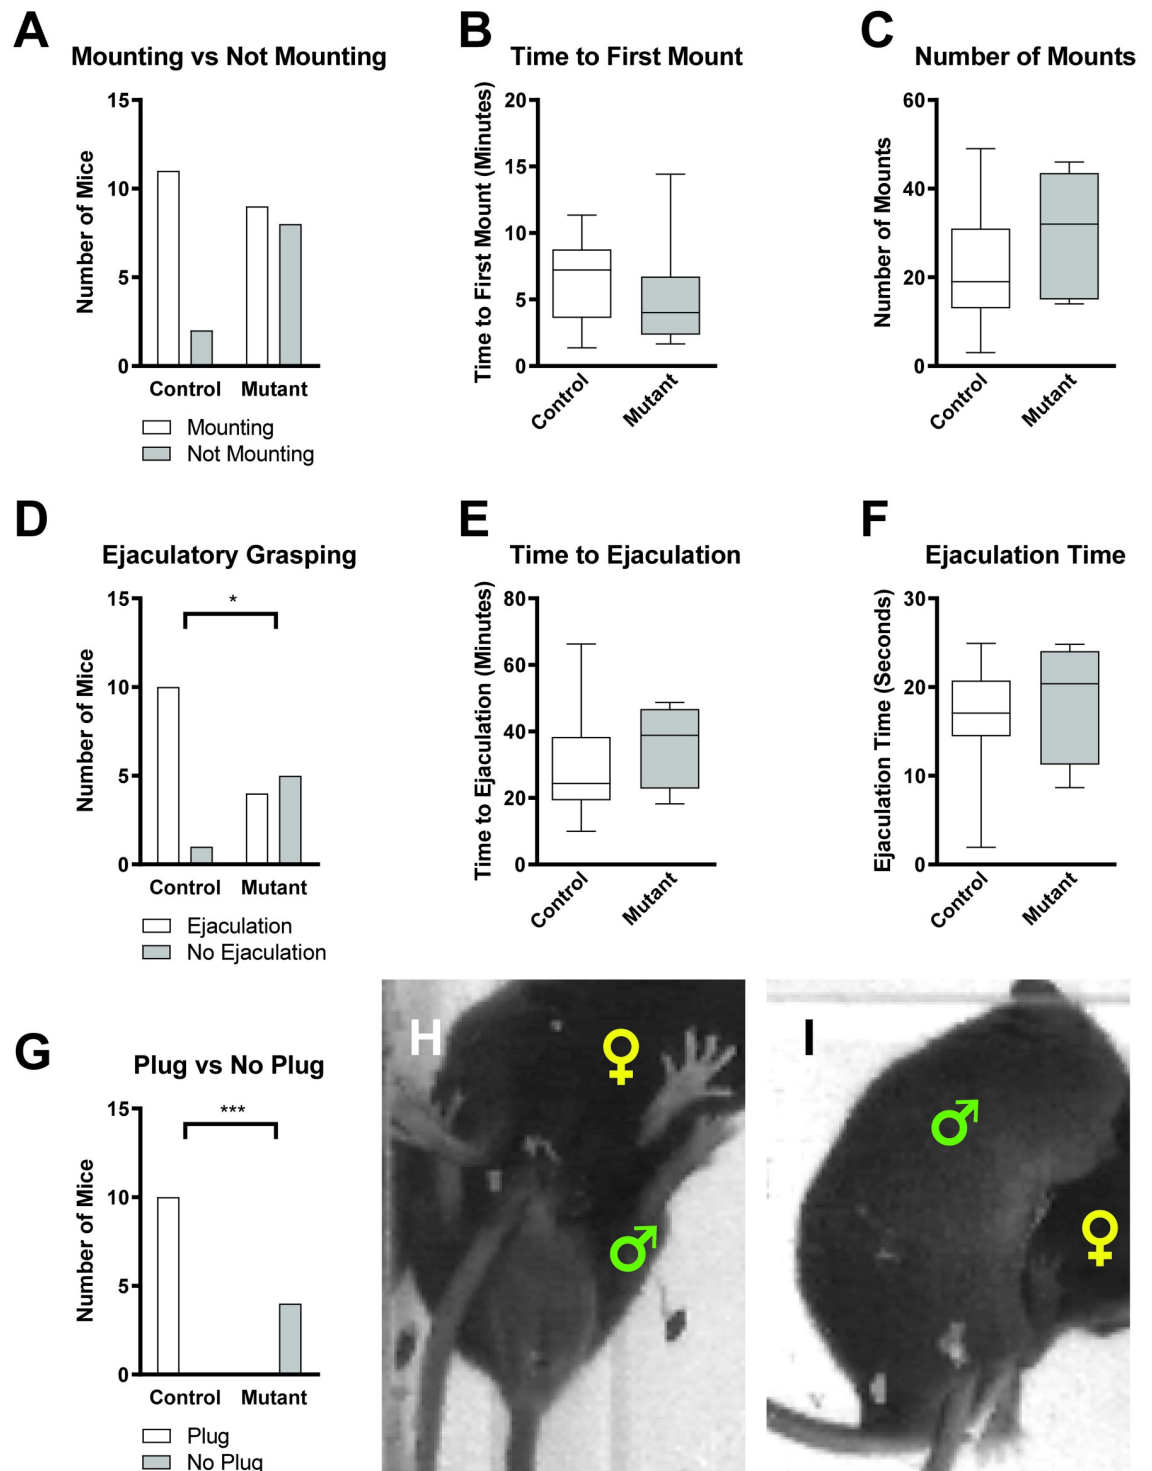 A
Mounting vs Not Mounting
Number of Mice
15
10
5
0
Control Mutant
Mounting
Not Mounting
B
Time to First Mount
Time to First Mount (Minutes)
20
15
10
5
0
Control
Mutant
C
Number of Mounts
Number of Mounts
60
40
20
0
Control
Mutant
D
Ejaculatory Grasping
Number of Mice
15
10
5
0
*
Control Mutant
Ejaculation
No Ejaculation
E
Time to Ejaculation
Time to Ejaculation (Minutes)
80
60
40
20
0
Control
Mutant
F
Ejaculation Time
Ejaculation Time (Seconds)
30
20
10
0
Control
Mutant
G
Plug vs No Plug
Number of Mice
15
10
5
0
***
Control Mutant
Plug
No Plug
H
♀
♂
I
♂
♀